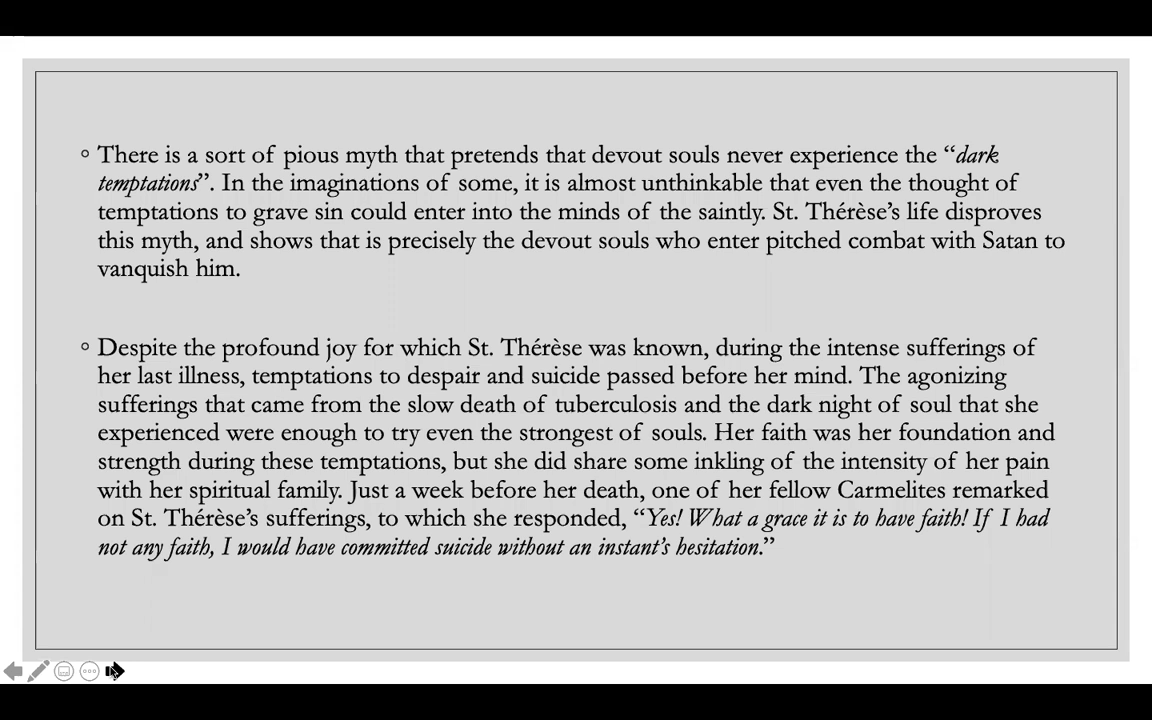 There is a sort of pious myth that pretends that devout souls never experience the “dark
temptations”. In the imaginations of some, it is almost unthinkable that even the thought of
temptations to grave sin could enter into the minds of the saintly. St. Thérèse’s life disproves
this myth, and shows that is precisely the devout souls who enter pitched combat with Satan to
vanquish him.
Despite the profound joy for which St. Thérèse was known, during the intense sufferings of
her last illness, temptations to despair and suicide passed before her mind. The agonizing
sufferings that came from the slow death of tuberculosis and the dark night of soul that she
experienced were enough to try even the strongest of souls. Her faith was her foundation and
strength during these temptations, but she did share some inkling of the intensity of her pain
with her spiritual family. Just a week before her death, one of her fellow Carmelites remarked
on St. Thérèse’s sufferings, to which she responded, “Yes! What a grace it is to have faith! If I had
not any faith, I would have committed suicide without an instant’s hesitation.”